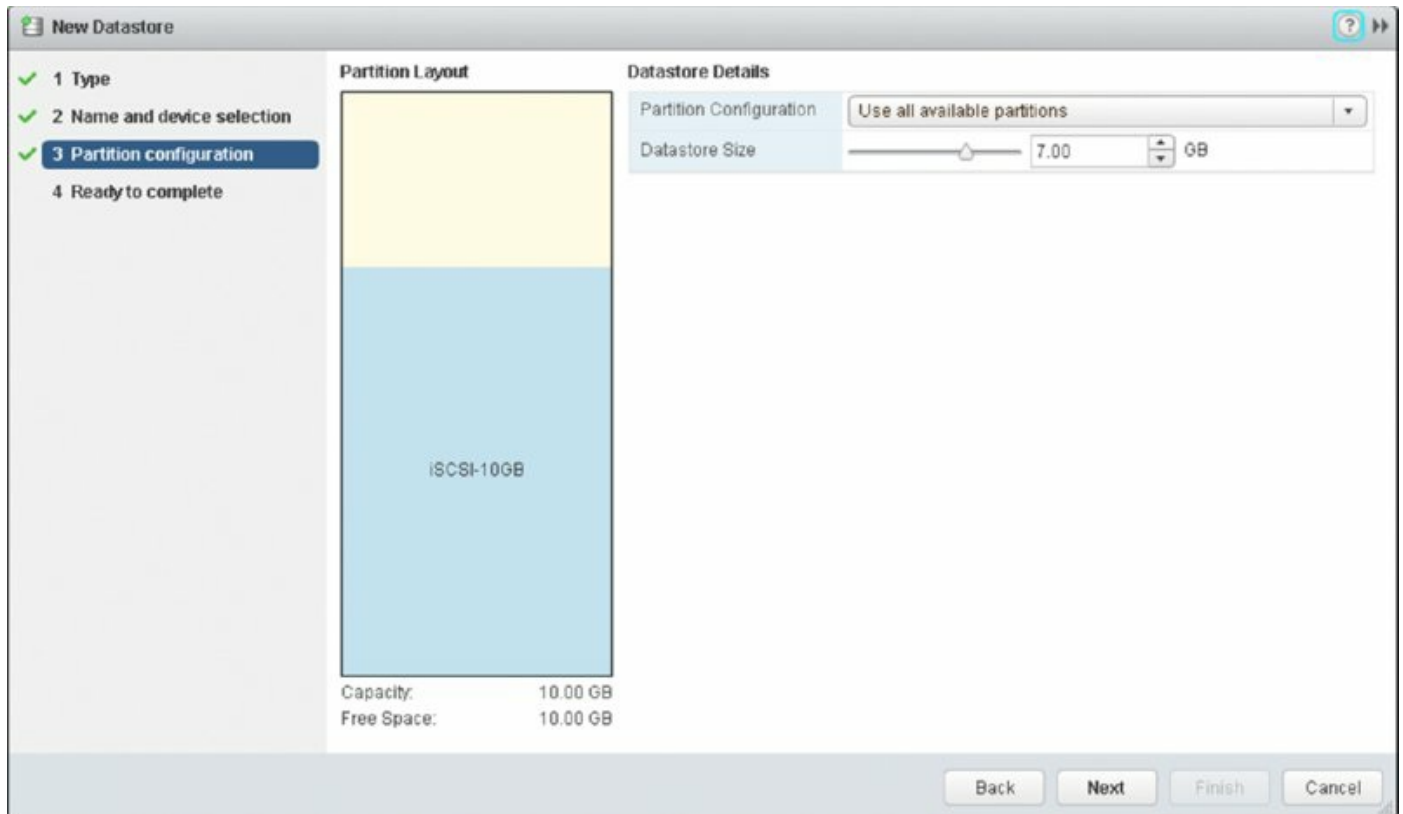 New Datastore
1 Type
2 Name and device selection
3 Partition configuration
4 Ready to complete
Partition Layout
iSCSI-10GB
Capacity: 10.00 GB
Free Space: 10.00 GB
Datastore Details
Partition Configuration Use all available partitions
Datastore Size 7.00 GB
Back Next Finish Cancel